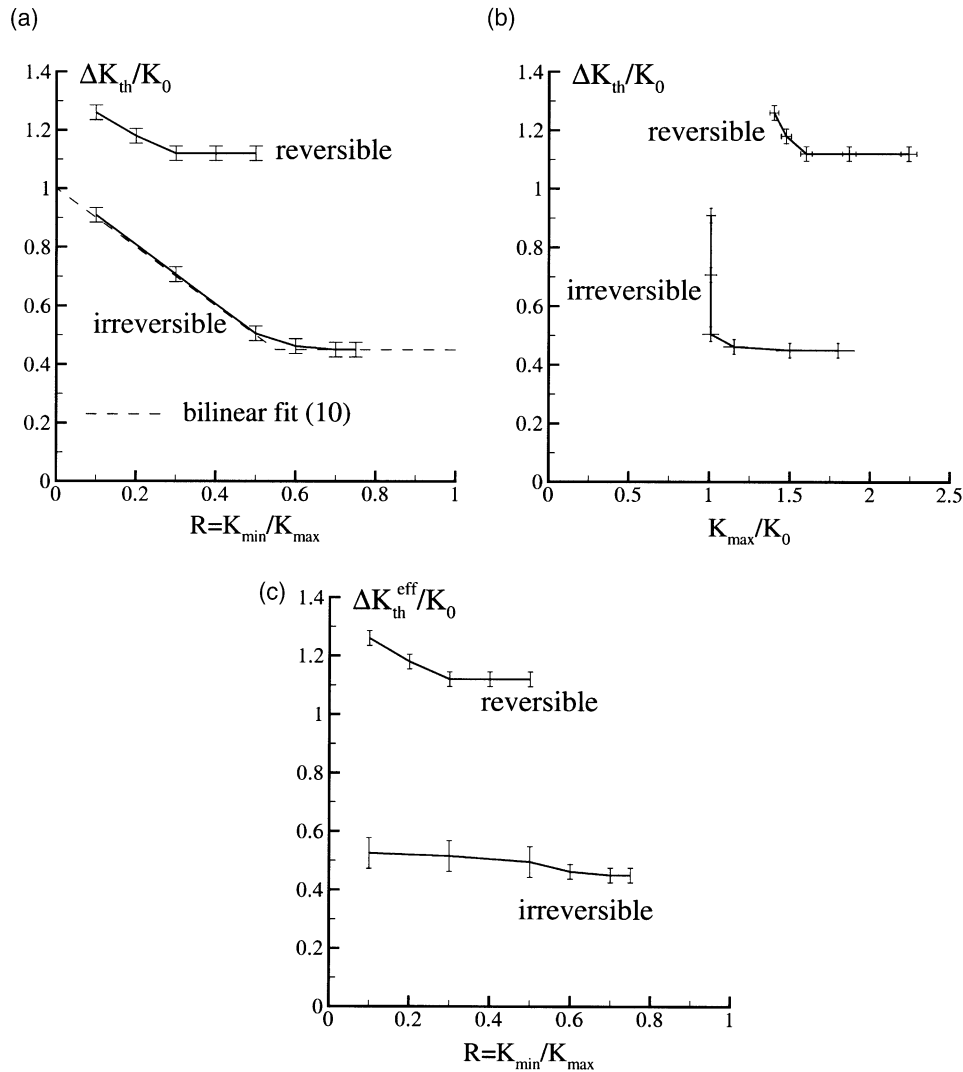 (a)
ΔK_th/K_0
1.4
1.2
1
0.8
0.6
0.4
0.2
0
reversible
irreversible
bilinear fit (10)
0 0.2 0.4 0.6 0.8 1
R=K_min/K_max
(b)
ΔK_th/K_0
1.4
1.2
1
0.8
0.6
0.4
0.2
0
reversible
irreversible
0 0.5 1 1.5 2 2.5
K_max/K_0
(c)
ΔK_th^eff/K_0
1.4
1.2
1
0.8
0.6
0.4
0.2
0
reversible
irreversible
0 0.2 0.4 0.6 0.8 1
R=K_min/K_max